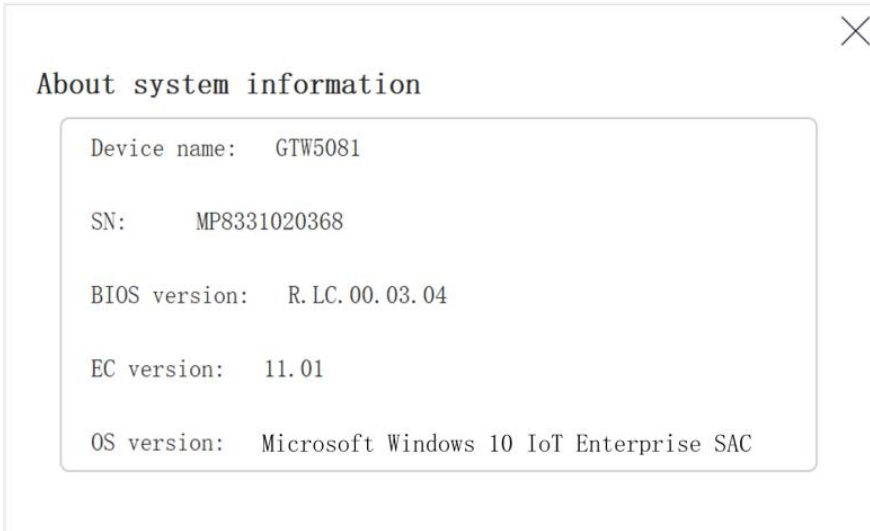 About system information
Device name: GTW5081
SN: MP8331020368
BIOS version: R.LC.00.03.04
EC version: 11.01
OS version: Microsoft Windows 10 IoT Enterprise SAC